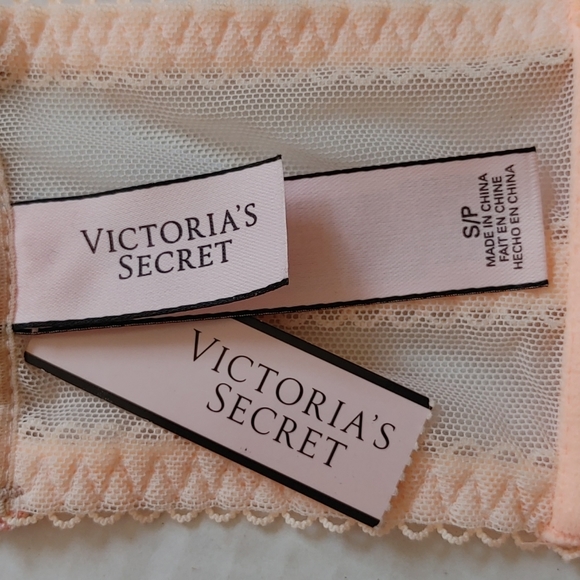 VICTORIA'S
SECRET
S/P
MADE IN CHINA
FAIT EN CHINE
HECHO EN CHINA
VICTORIA'S
SECRET